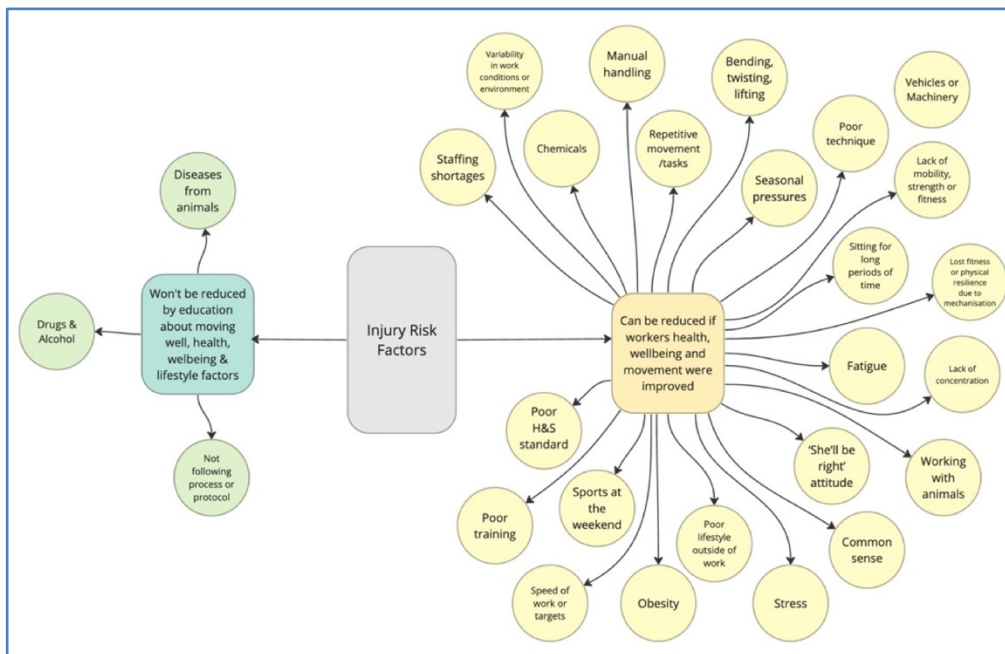 Variability
in work
conditions or
environment
Manual
handling
Bending,
twisting,
lifting
Vehicles or
Machinery
Staffing
shortages
Chemicals
Repetitive
movement
/tasks
Seasonal
pressures
Poor
technique
Lack of
mobility,
strength or
fitness
Diseases
from
animals
Drugs &
Alcohol
Won't be reduced
by education
about moving
well, health,
welbeing &
lifestyle factors
Not
following
process or
protocol
Injury Risk
Factors
Can be reduced if
workers health,
wellbeing and
movement were
improved
Sitting for
long
periods of
time
Lost fitness
or physical
resilience
due to
mechanisation
Fatigue
Lack of
concentration
Poor
H&S
standard
'She'll be
right'
attitude
Working
with
animals
Poor
training
Sports at
the
weekend
Poor
lifestyle
outside of
work
Common
sense
Speed of
work or
targets
Obesity
Stress